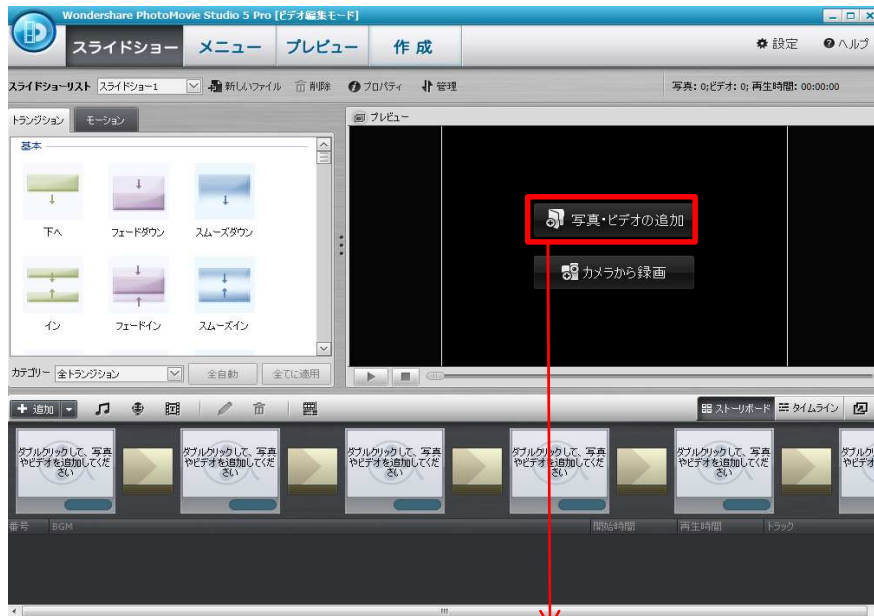 Wondershare PhotoMovie Studio 5 Pro [ビデオ編集モード]
スライドショー メニュー プレビュー 作成 設定 ヘルプ
スライドショーリスト スライドショー1 新しいファイル 削除 プロパティ 管理 写真: 0;ビデオ: 0; 再生時間: 00:00:00
トランジション モーション
プレビュー
基本
下へ フェードダウン スムーズダウン
イン フェードイン スムーズイン
写真・ビデオの追加
カメラから録画
カテゴリー 全トランジション 全自動 全てに適用
追加 ストーリボード タイムライン
ダブルクリックして、写真
やビデオを追加してくだ
さい
ダブルクリックして、写真
やビデオを追加してくだ
さい
ダブルクリックして、写真
やビデオを追加してくだ
さい
ダブルクリックして、写真
やビデオを追加してくだ
さい
ダブルクリックして、写真
やビデオを追加してくだ
さい
ダブルク
やビデオ
番号 BGM 開始時間 再生時間 トラック